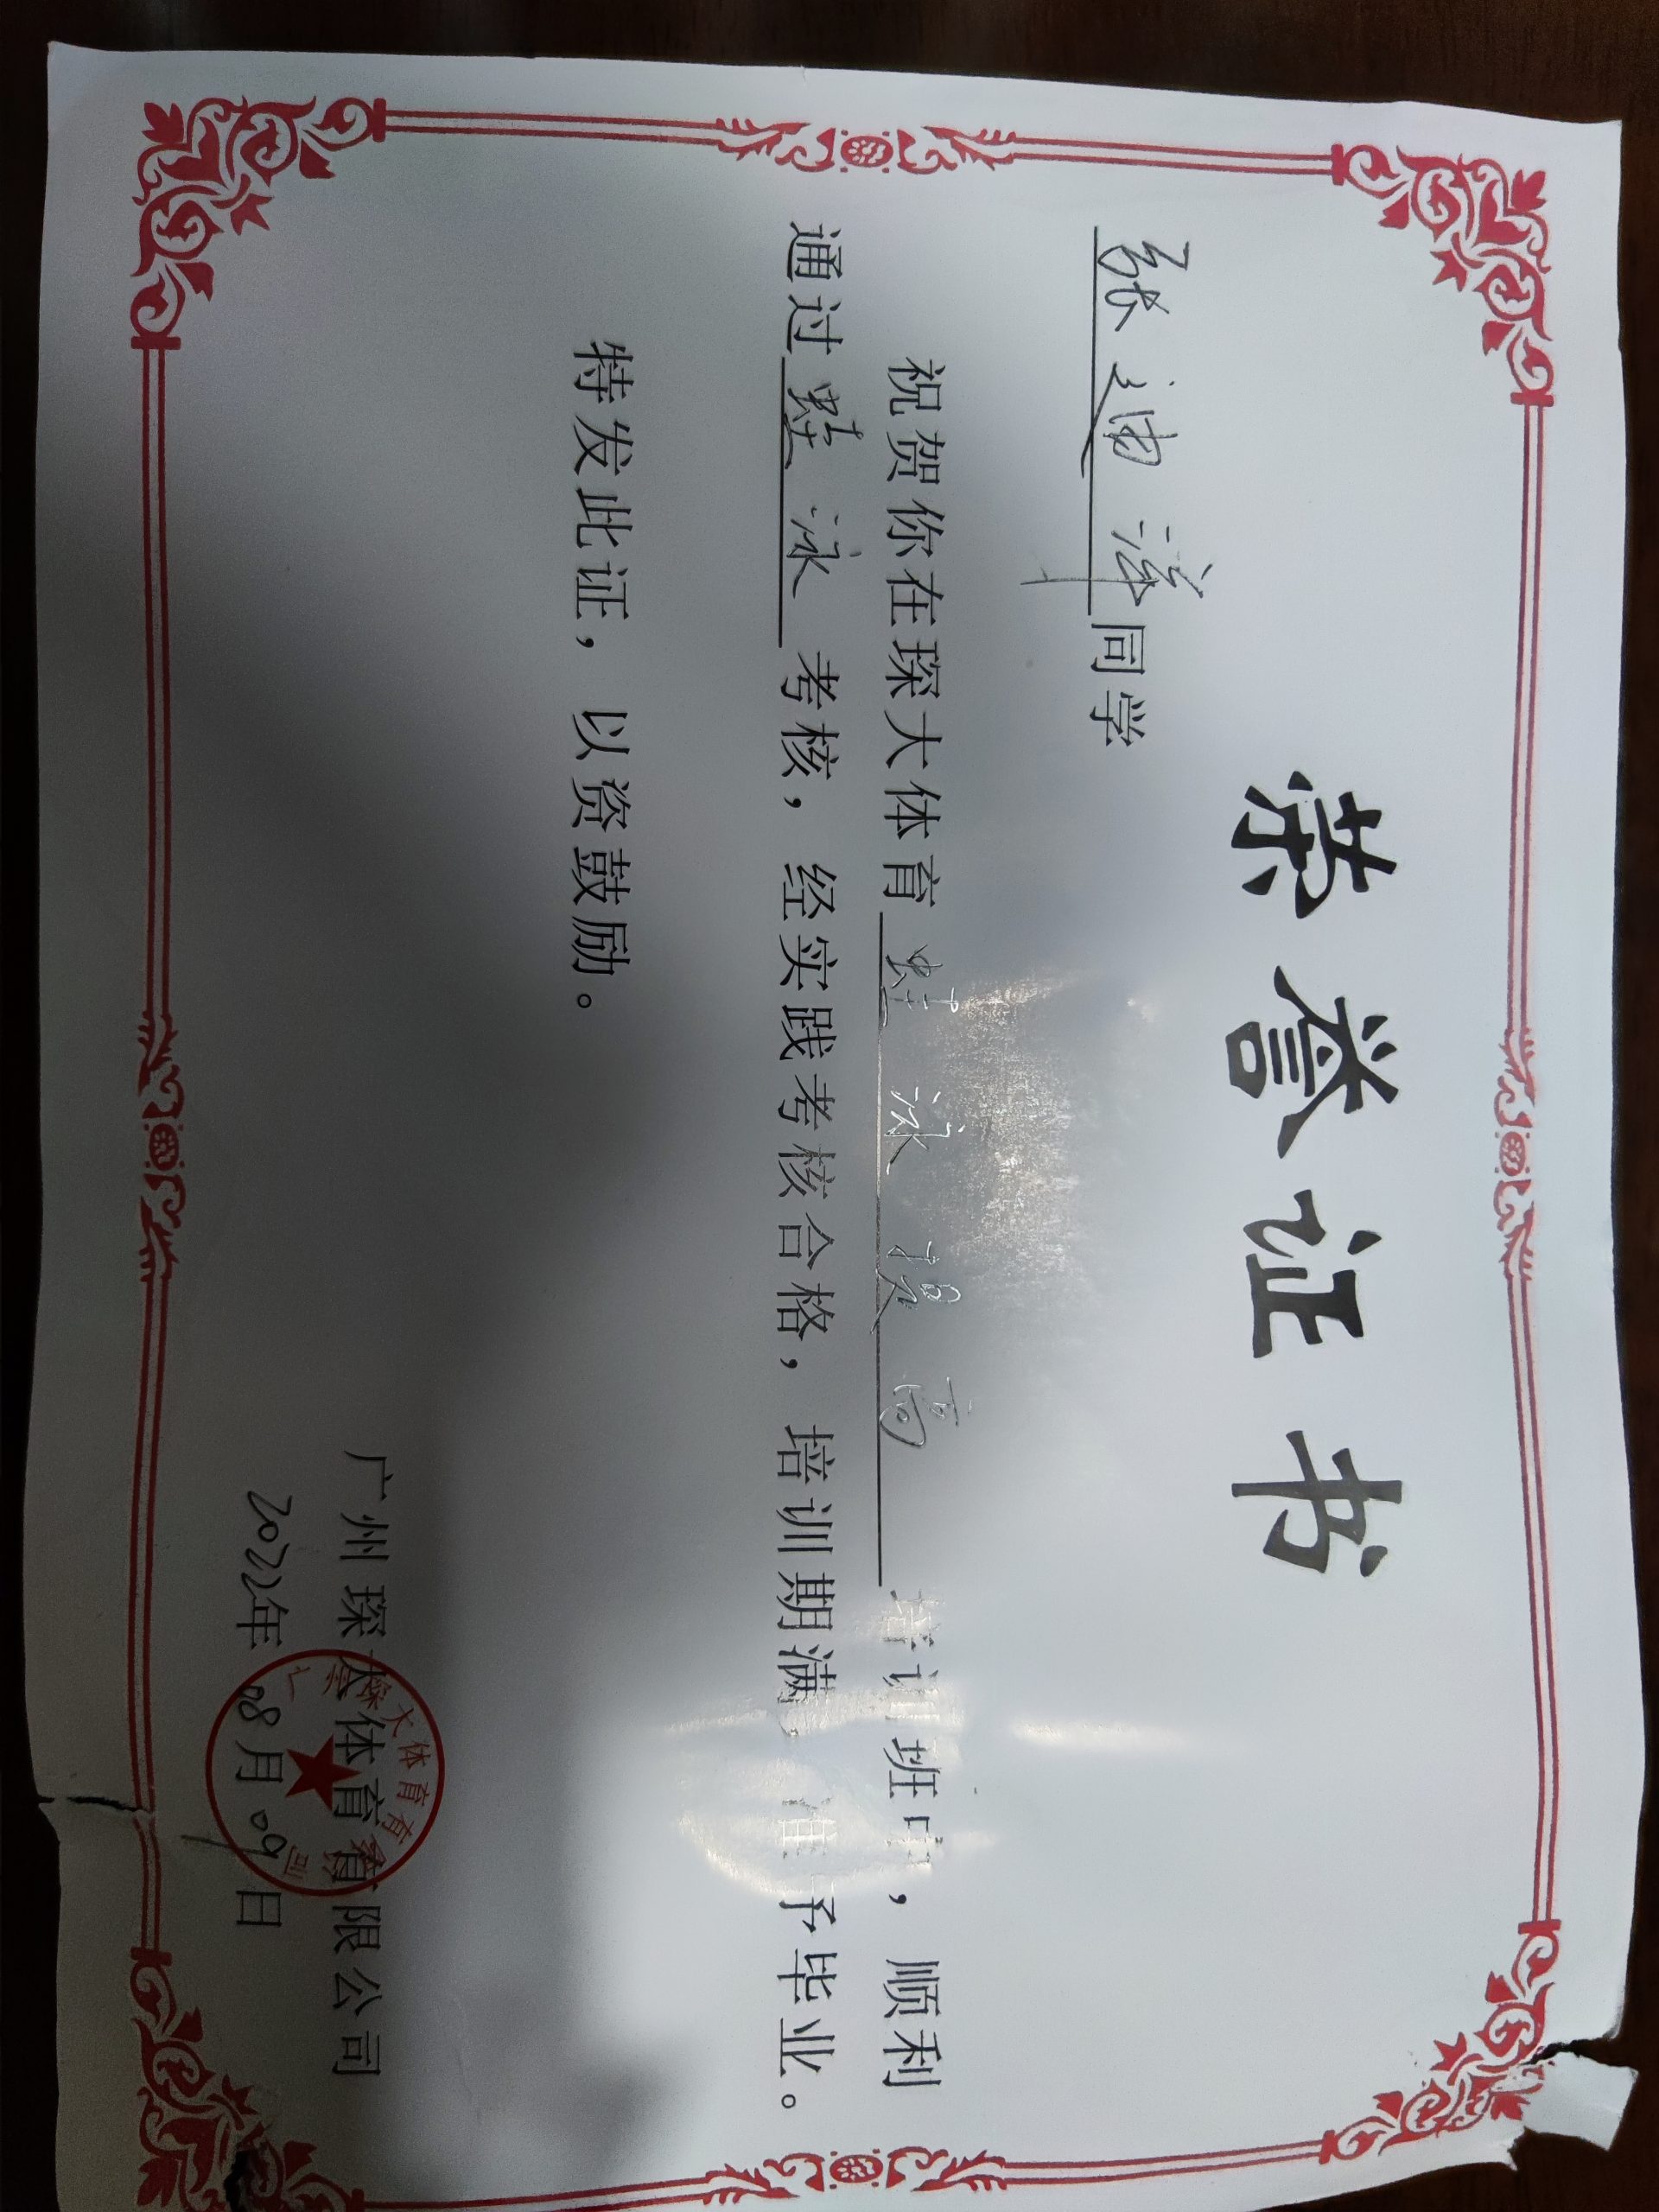 荣誉证书
张迪洋同学
祝贺你在琛大体育蛙泳提高培训班中，顺利
通过蛙泳考核，经实践考核合格，培训期满，准予毕业。
特发此证，以资鼓励。
广州琛大体育有限公司
2022年08月09日